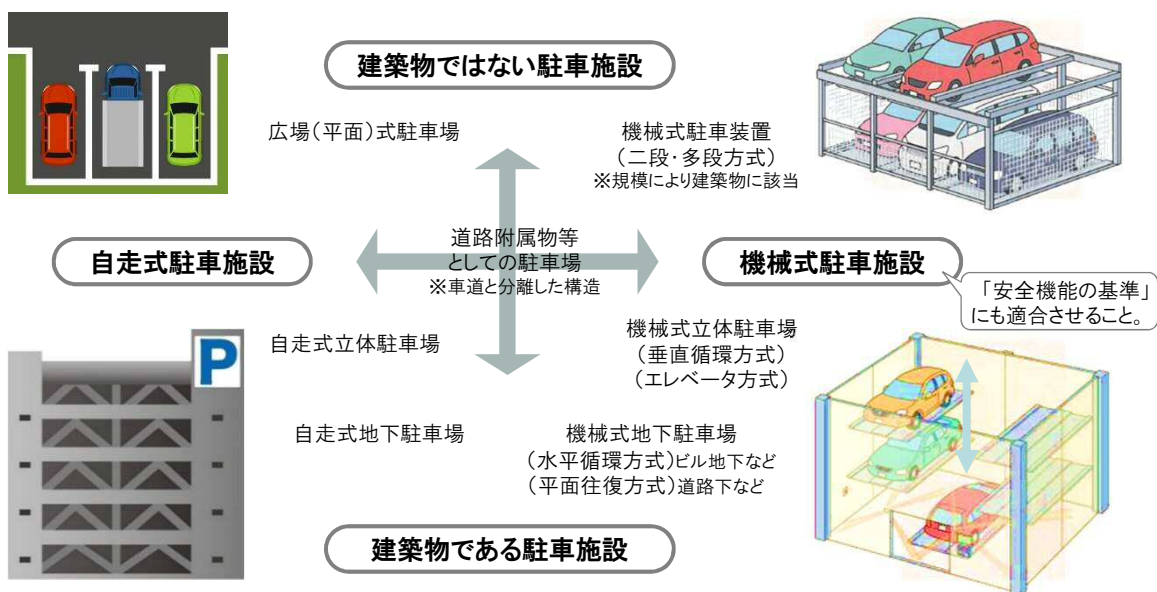 建築物ではない駐車施設
広場(平面)式駐車場
機械式駐車装置
(二段・多段方式)
※規模により建築物に該当
自走式駐車施設
道路附属物等
としての駐車場
※車道と分離した構造
機械式駐車施設
「安全機能の基準」
にも適合させること。
P
自走式立体駐車場
機械式立体駐車場
(垂直循環方式)
(エレベータ方式)
自走式地下駐車場
機械式地下駐車場
(水平循環方式)ビル地下など
(平面往復方式)道路下など
建築物である駐車施設